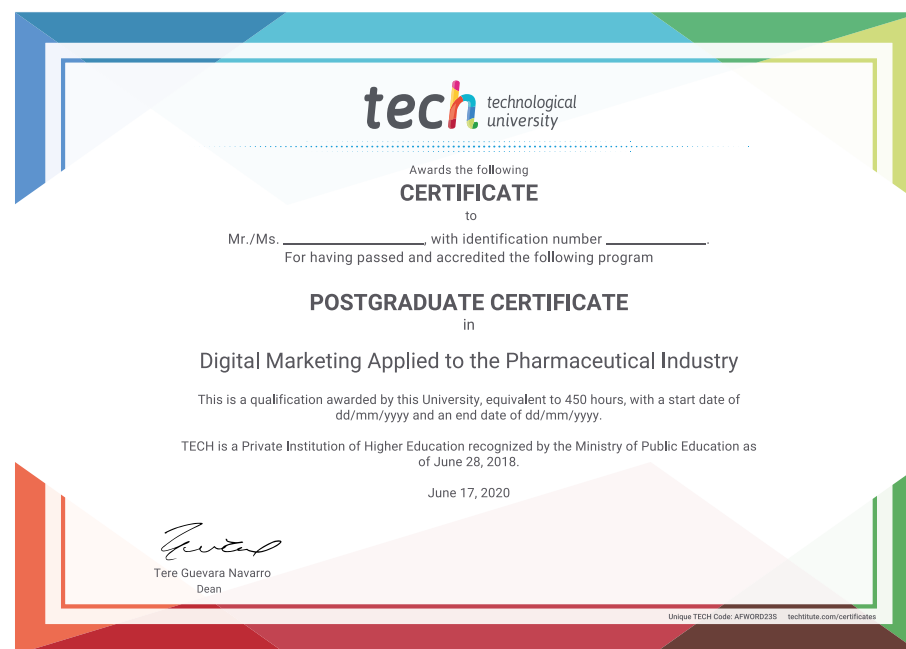 tech technological
university
Awards the following
CERTIFICATE
to
Mr./Ms. ____________________, with identification number ______________.
For having passed and accredited the following program
POSTGRADUATE CERTIFICATE
in
Digital Marketing Applied to the Pharmaceutical Industry
This is a qualification awarded by this University, equivalent to 450 hours, with a start date of
dd/mm/yyy and an end date of dd/mm/yyyy.
TECH is a Private Institution of Higher Education recognized by the Ministry of Public Education as
of June 28, 2018.
June 17, 2020
Tere Guevara Navarro
Dean
Unique TECH Code: AFWORD23S techtitute.com/certificates